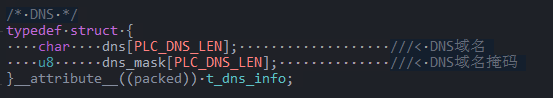 /* DNS */
typedef struct {
    char    dns[PLC_DNS_LEN];                  ///< DNS域名
    u8      dns_mask[PLC_DNS_LEN];             ///< DNS域名掩码
}__attribute__((packed)) t_dns_info;